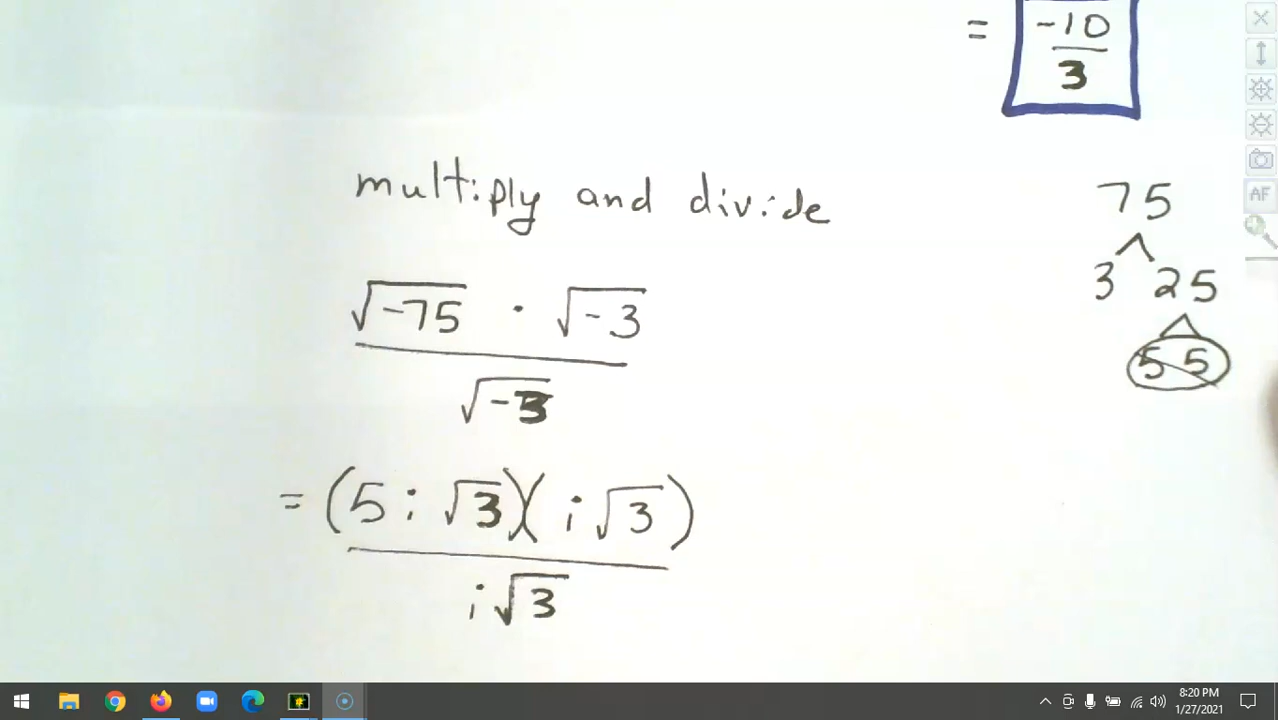 = -10/3
multiply and divide
75
3 25
5 5
√-75 · √-3
√-3
= (5i√3)(i√3)
i√3
AF
8:20 PM
1/27/2021